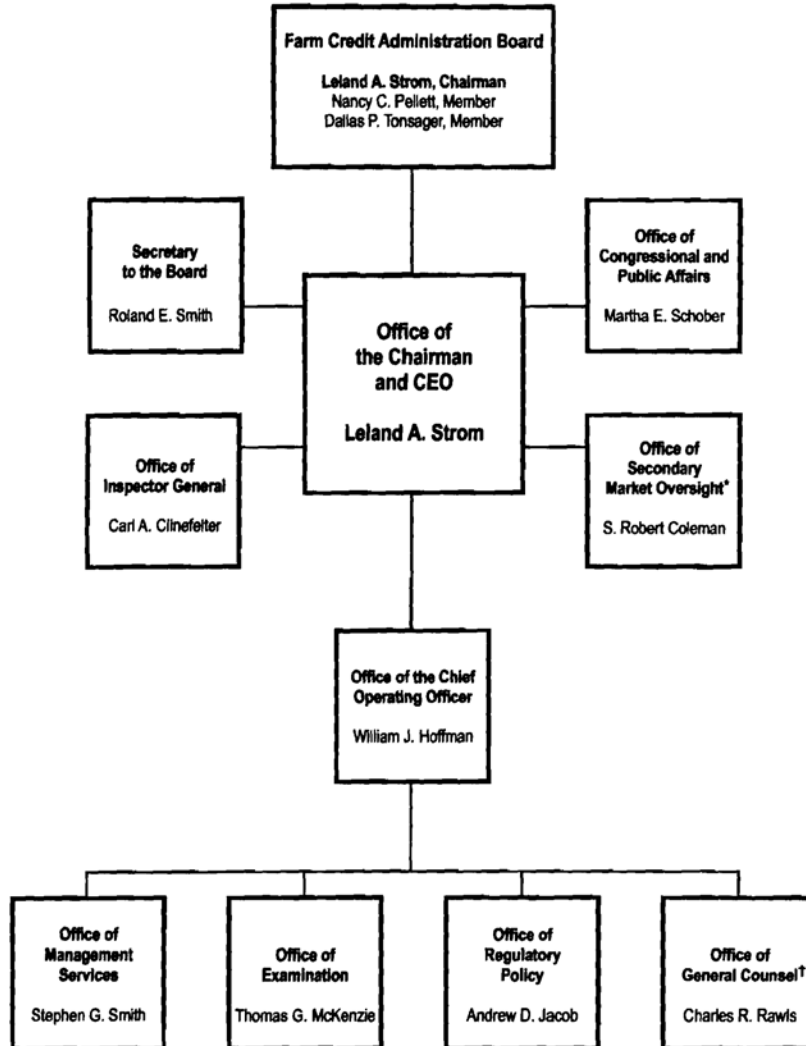 Farm Credit Administration Board
Leland A. Strom, Chairman
Nancy C. Pellett, Member
Dallas P. Tonsager, Member
Secretary
to the Board
Roland E. Smith
Office of
Congressional and
Public Affairs
Martha E. Schober
Office of
the Chairman
and CEO
Leland A. Strom
Office of
Inspector General
Carl A. Clinefelter
Office of
Secondary
Market Oversight*
S. Robert Coleman
Office of the Chief
Operating Officer
William J. Hoffman
Office of
Management
Services
Stephen G. Smith
Office of
Examination
Thomas G. McKenzie
Office of
Regulatory
Policy
Andrew D. Jacob
Office of
General Counsel†
Charles R. Rawls